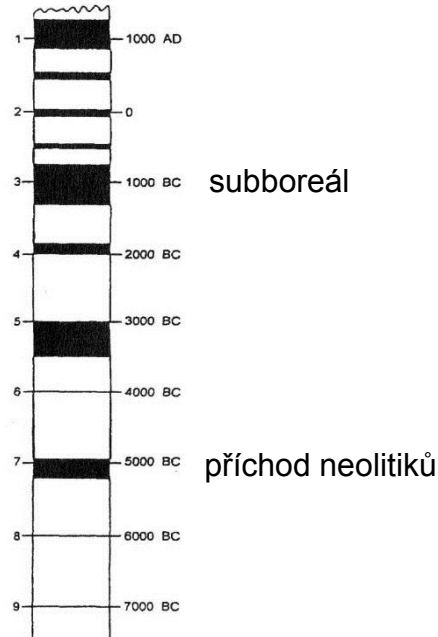 1 1000 AD
2 0
3 1000 BC subboreál
4 2000 BC
5 3000 BC
6 4000 BC
7 5000 BC příchod neolitiků
8 6000 BC
9 7000 BC